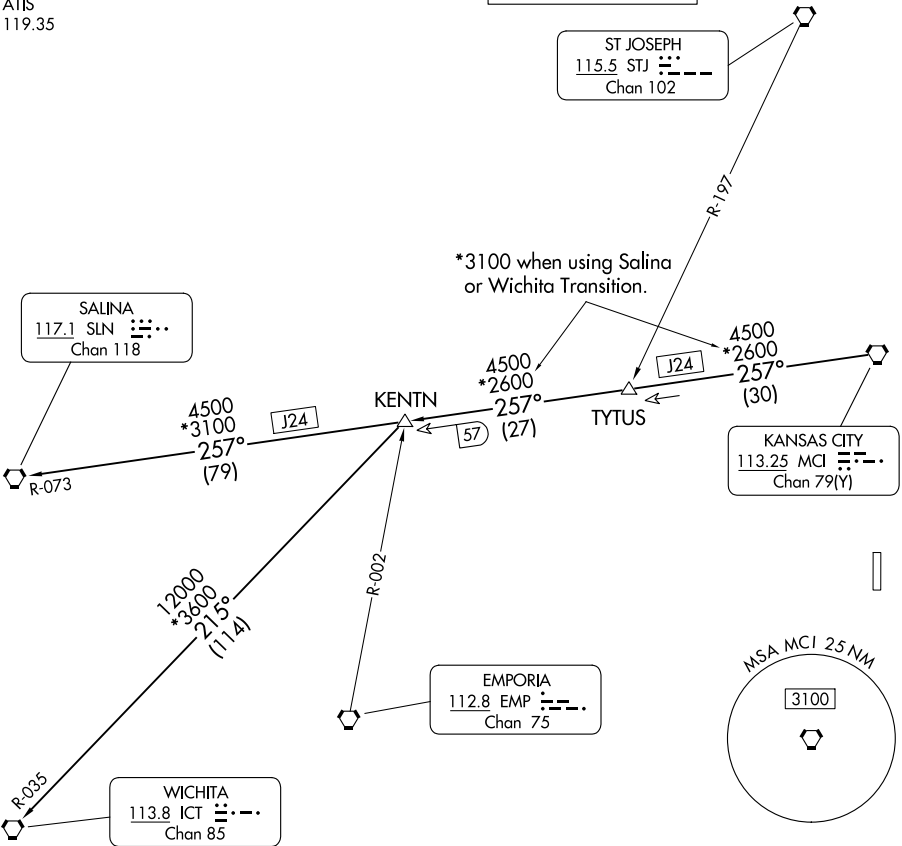 ATIS
119.35
ST JOSEPH
115.5 STJ
Chan 102
R-197
*3100 when using Salina
or Wichita Transition.
SALINA
117.1 SLN
Chan 118
4500
*2600
257°
(30)
J24
4500
*2600
257°
(27)
KENTN
TYTUS
57
4500
*3100
257°
(79)
J24
R-073
KANSAS CITY
113.25 MCI
Chan 79(Y)
R-002
12000
*3600
215°
(114)
MSA MCI 25 NM
3100
EMPORIA
112.8 EMP
Chan 75
R-035
WICHITA
113.8 ICT
Chan 85